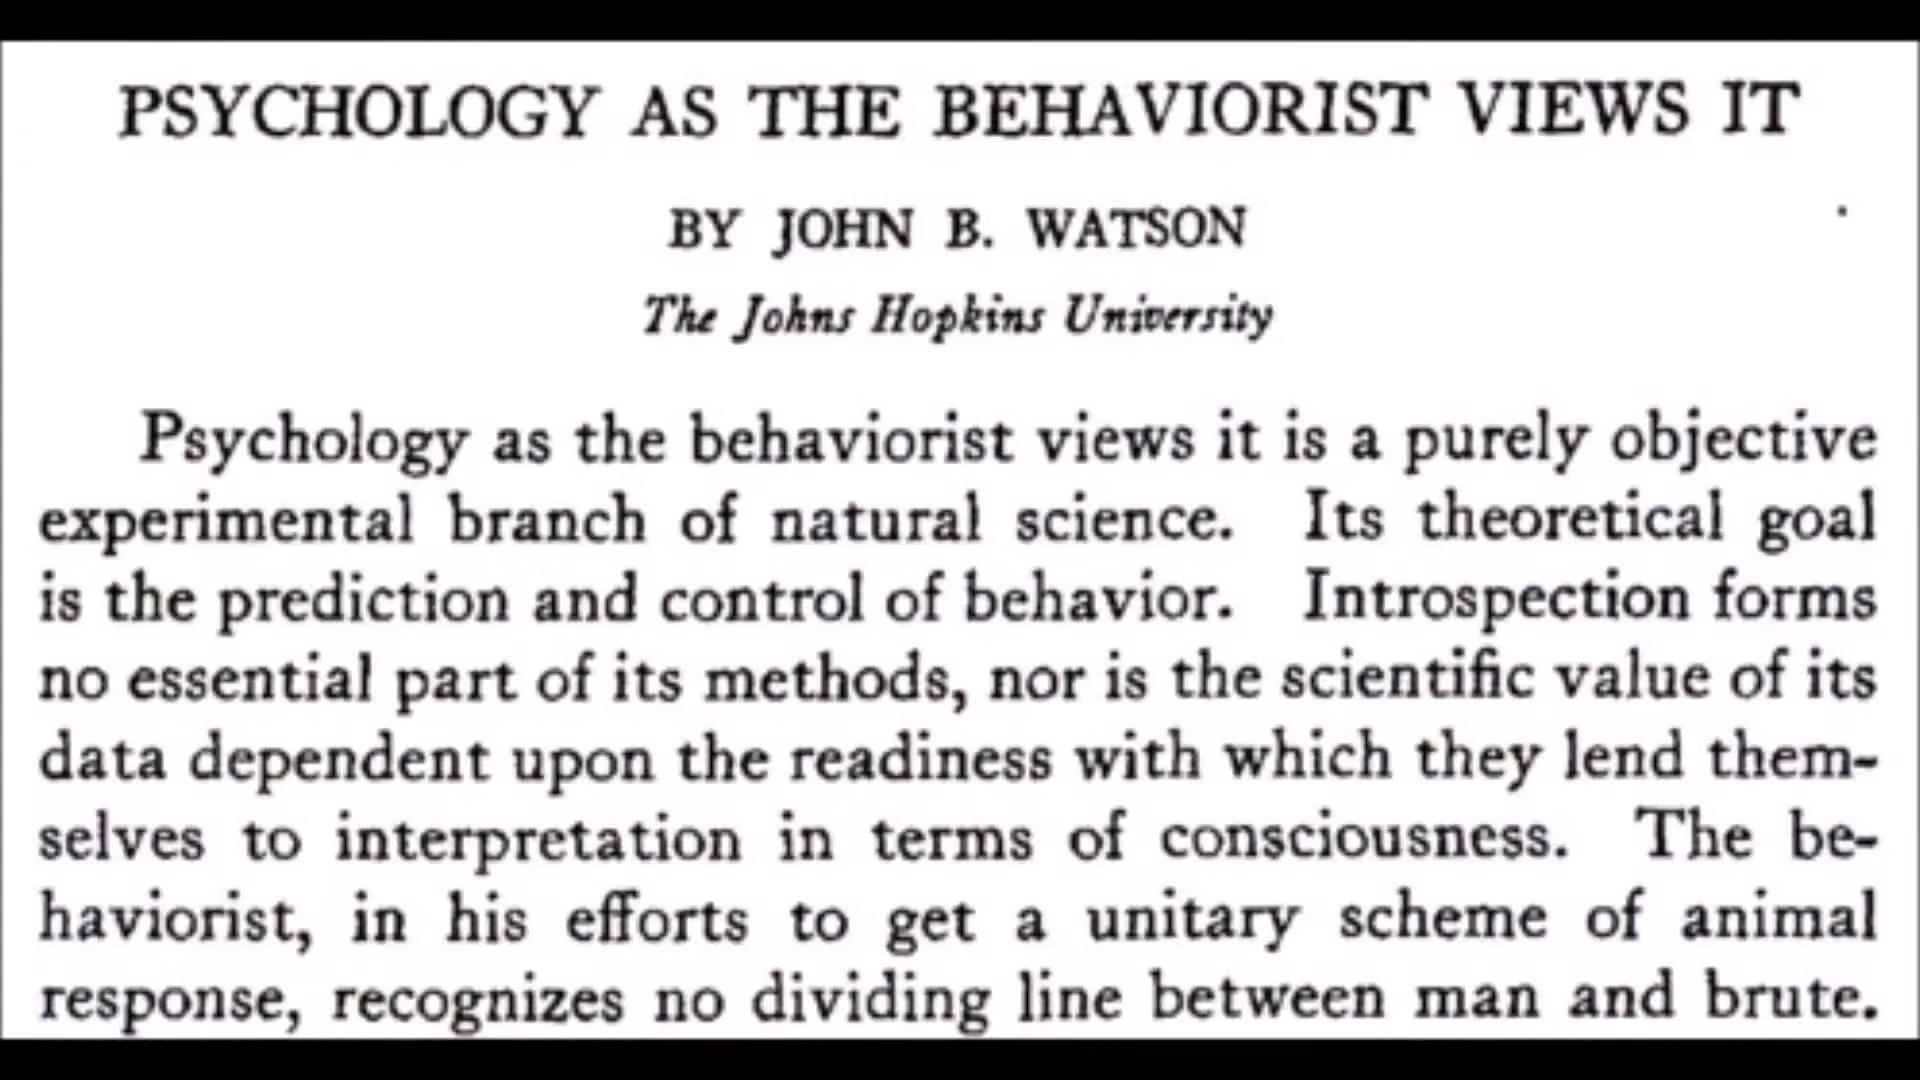 PSYCHOLOGY AS THE BEHAVIORIST VIEWS IT
BY JOHN B. WATSON
The Johns Hopkins University
Psychology as the behaviorist views it is a purely objective
experimental branch of natural science. Its theoretical goal
is the prediction and control of behavior. Introspection forms
no essential part of its methods, nor is the scientific value of its
data dependent upon the readiness with which they lend them-
selves to interpretation in terms of consciousness. The be-
haviorist, in his efforts to get a unitary scheme of animal
response, recognizes no dividing line between man and brute.